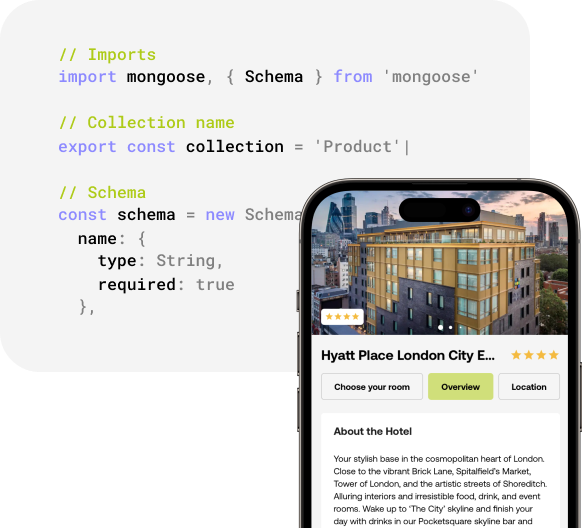 // Imports
import mongoose, { Schema } from 'mongoose'
// Collection name
export const collection = 'Product'|
// Schema
const schema = new Schema
name: {
type: String,
required: true
},
Hyatt Place London City E...
Choose your room
Overview
Location
About the Hotel
Your stylish base in the cosmopolitan heart of London.
Close to the vibrant Brick Lane, Spitalfield's Market,
Tower of London, and the artistic streets of Shoreditch.
Alluring interiors and irresistible food, drink, and event
rooms. Wake up to 'The City' skyline and finish your
day with drinks in our Pocketsquare skyline bar and